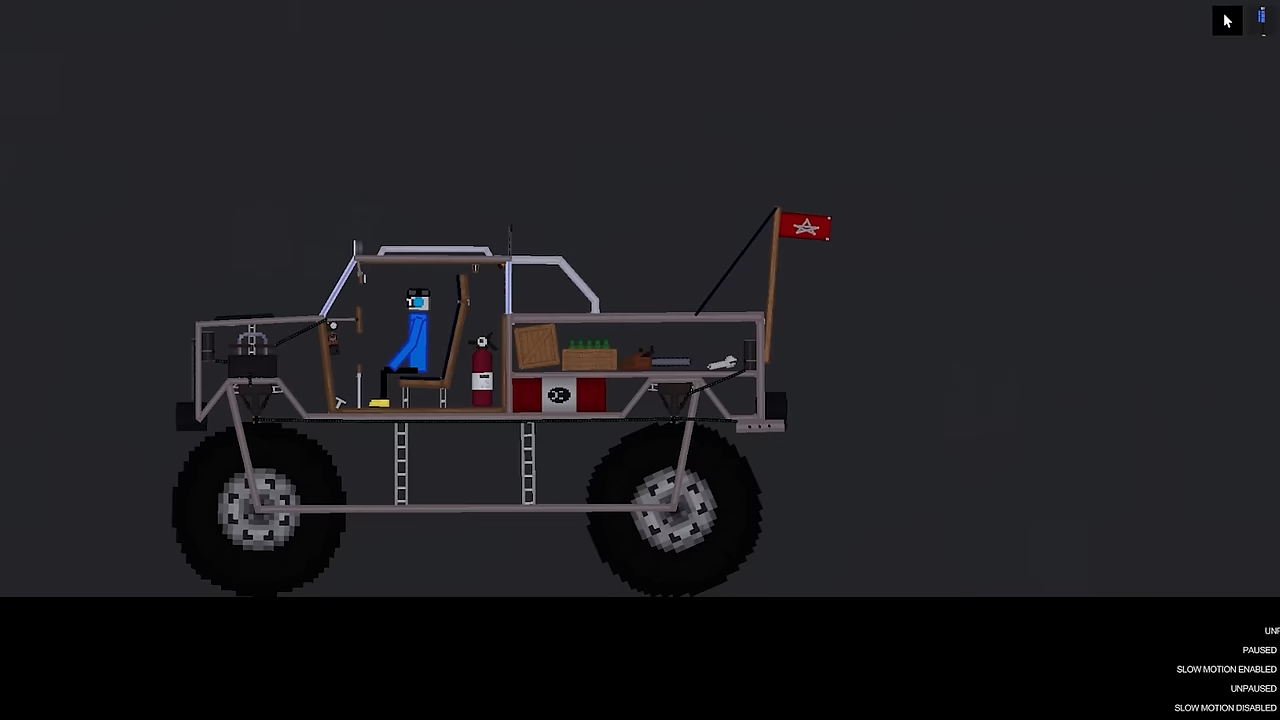 PAUSED
SLOW MOTION ENABLED
UNPAUSED
SLOW MOTION DISABLED